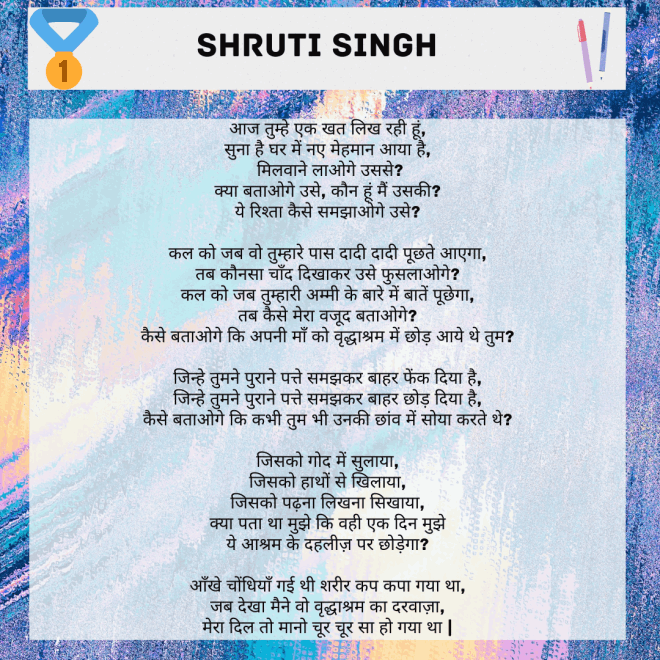 1
SHRUTI SINGH
आज तुम्हे एक खत लिख रही हूं,
सुना है घर में नए मेहमान आया है,
मिलवाने लाओगे उससे?
क्या बताओगे उसे, कौन हूं मैं उसकी?
ये रिश्ता कैसे समझाओगे उसे?
कल को जब वो तुम्हारे पास दादी दादी पूछते आएगा,
तब कौनसा चाँद दिखाकर उसे फुसलाओगे?
कल को जब तुम्हारी अम्मी के बारे में बातें पूछेगा,
तब कैसे मेरा वजूद बताओगे?
कैसे बताओगे कि अपनी माँ को वृद्धाश्रम में छोड़ आये थे तुम?
जिन्हे तुमने पुराने पत्ते समझकर बाहर फेंक दिया है,
जिन्हे तुमने पुराने पत्ते समझकर बाहर छोड़ दिया है,
कैसे बताओगे कि कभी तुम भी उनकी छांव में सोया करते थे?
जिसको गोद में सुलाया,
जिसको हाथों से खिलाया,
जिसको पढ़ना लिखना सिखाया,
क्या पता था मुझे कि वही एक दिन मुझे
ये आश्रम के दहलीज़ पर छोड़ेगा?
आँखे चोंधियाँ गई थी शरीर कप कपा गया था,
जब देखा मैने वो वृद्धाश्रम का दरवाज़ा,
मेरा दिल तो मानो चूर चूर सा हो गया था |